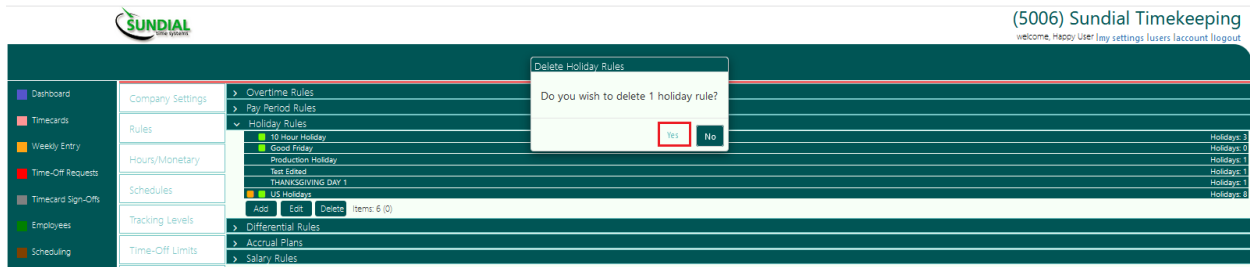 SUNDIAL
time systems
(5006) Sundial Timekeeping
welcome, Happy User |my settings |users |account |logout
Delete Holiday Rules
Do you wish to delete 1 holiday rule?
Yes
No
Dashboard
Timecards
Weekly Entry
Time-Off Requests
Timecard Sign-Offs
Employees
Scheduling
Company Settings
Rules
Hours/Monetary
Schedules
Tracking Levels
Time-Off Limits
> Overtime Rules
> Pay Period Rules
Holiday Rules
10 Hour Holiday Holidays: 3
Good Friday Holidays: 0
Production Holiday Holidays: 1
Test Edited Holidays: 1
THANKSGIVING DAY 1 Holidays: 1
US Holidays Holidays: 8
Add Edit Delete Items: 6 (0)
> Differential Rules
> Accrual Plans
> Salary Rules